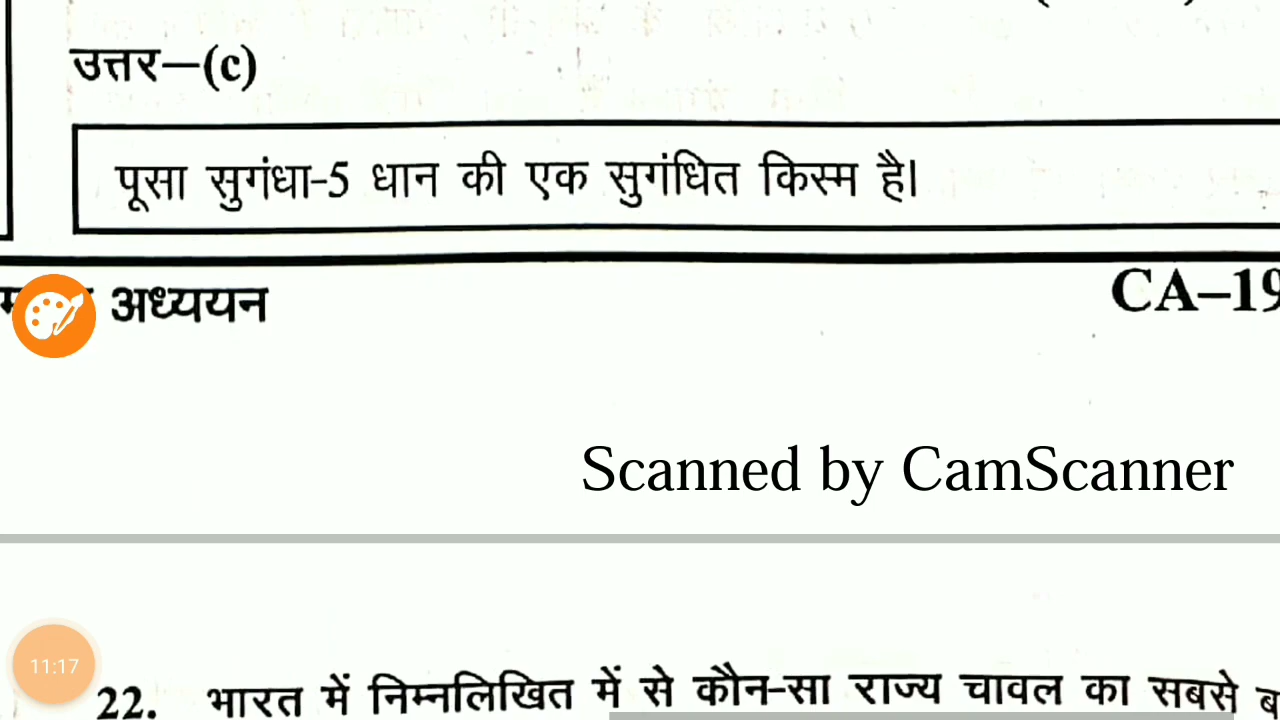 उत्तर—(c)
पूसा सुगंधा-5 धान की एक सुगंधित किस्म है।
अध्ययन
CA–19
Scanned by CamScanner
11:17
22. भारत में निम्नलिखित में से कौन-सा राज्य चावल का सबसे